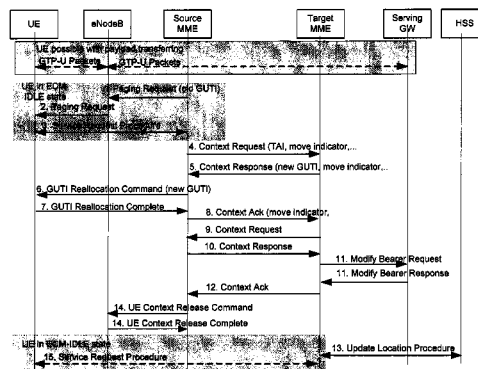 UE
eNodeB
Source
MME
Target
MME
Serving
GW
HSS
UE possible with payload transferring
GTP-U Packets
GTP-U Packets
UE in ECM-
IDLE state
Paging Request (old GUTI)
2. Paging Request
Service Request Procedure
4. Context Request (TAI, move indicator,...
5. Context Response (new GUTI, move indicator,...
6. GUTI Reallocation Command (new GUTI)
7. GUTI Reallocation Complete
8. Context Ack (move indicator,
9. Context Request
10. Context Response
11. Modify Bearer Request
11. Modify Bearer Response
12. Context Ack
14. UE Context Release Command
14. UE Context Release Complete
UE in ECM-IDLE state
13. Update Location Procedure
15. Service Request Procedure